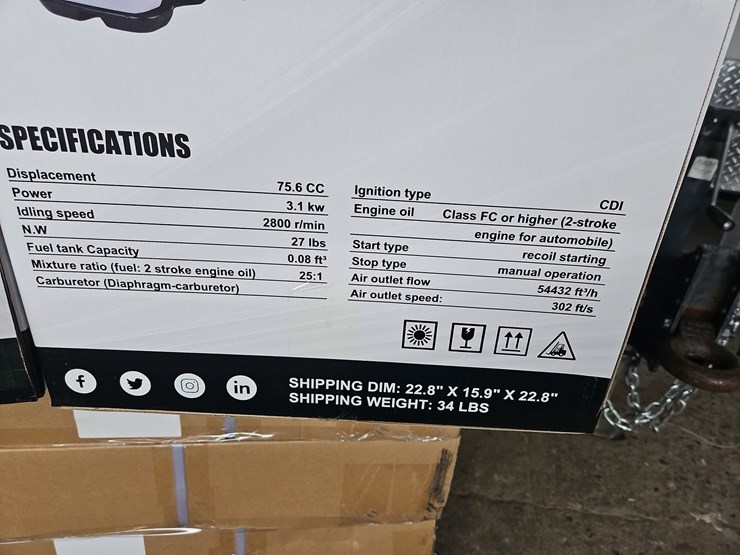 SPECIFICATIONS
Displacement 75.6 CC
Power 3.1 kw
Idling speed 2800 r/min
N.W 27 lbs
Fuel tank Capacity 0.08 ft³
Mixture ratio (fuel: 2 stroke engine oil) 25:1
Carburetor (Diaphragm-carburetor)
Ignition type CDI
Engine oil Class FC or higher (2-stroke
engine for automobile)
Start type recoil starting
Stop type manual operation
Air outlet flow 54432 ft³/h
Air outlet speed: 302 ft/s
f in
SHIPPING DIM: 22.8" X 15.9" X 22.8"
SHIPPING WEIGHT: 34 LBS